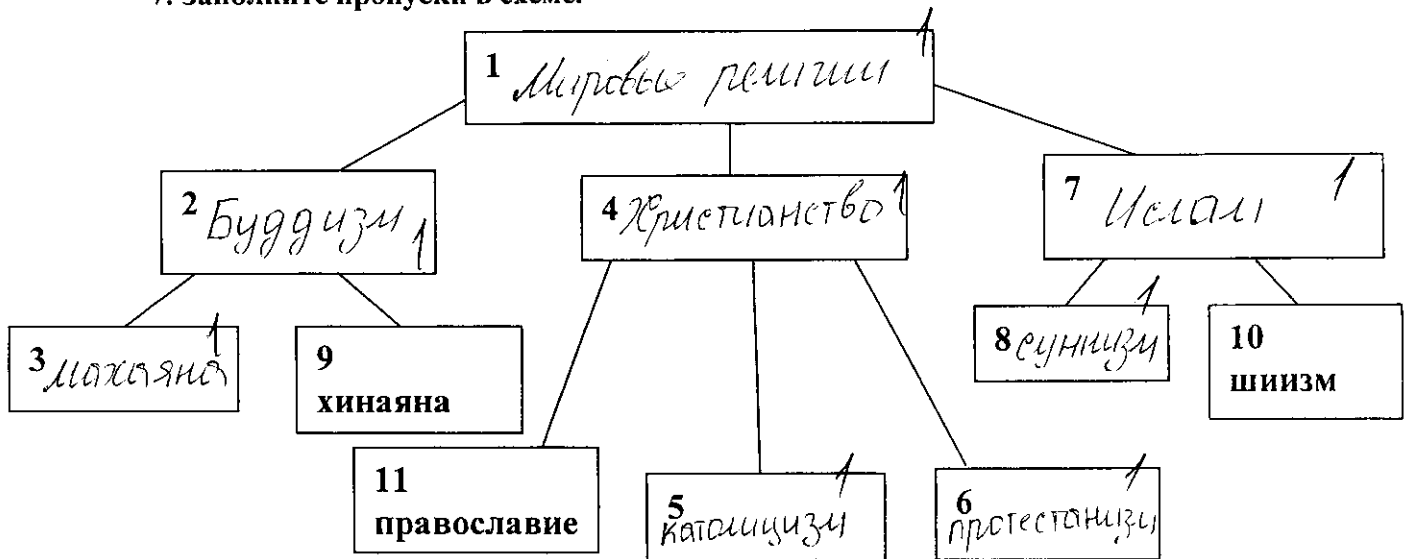 7. Заполните пропуски в схеме.
1 Мировые религии 1
2 Буддизм 1
4 Христианство 1
7 Ислам 1
3 махаяна 1
9
хинаяна
8 суннизм 1
10
шиизм
11
православие
5
католицизм 1
6
протестанизм 1